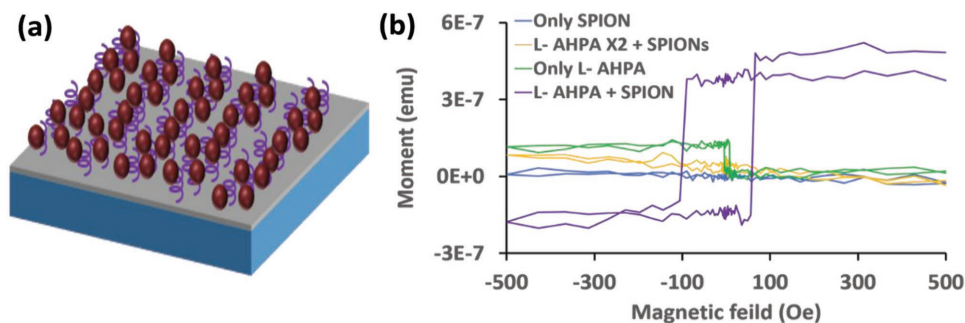 (a)
(b)
6E-7
3E-7
0E+0
-3E-7
Moment (emu)
Only SPION
L- AHPA X2 + SPIONs
Only L- AHPA
L- AHPA + SPION
-500
-300
-100
100
300
500
Magnetic feild (Oe)